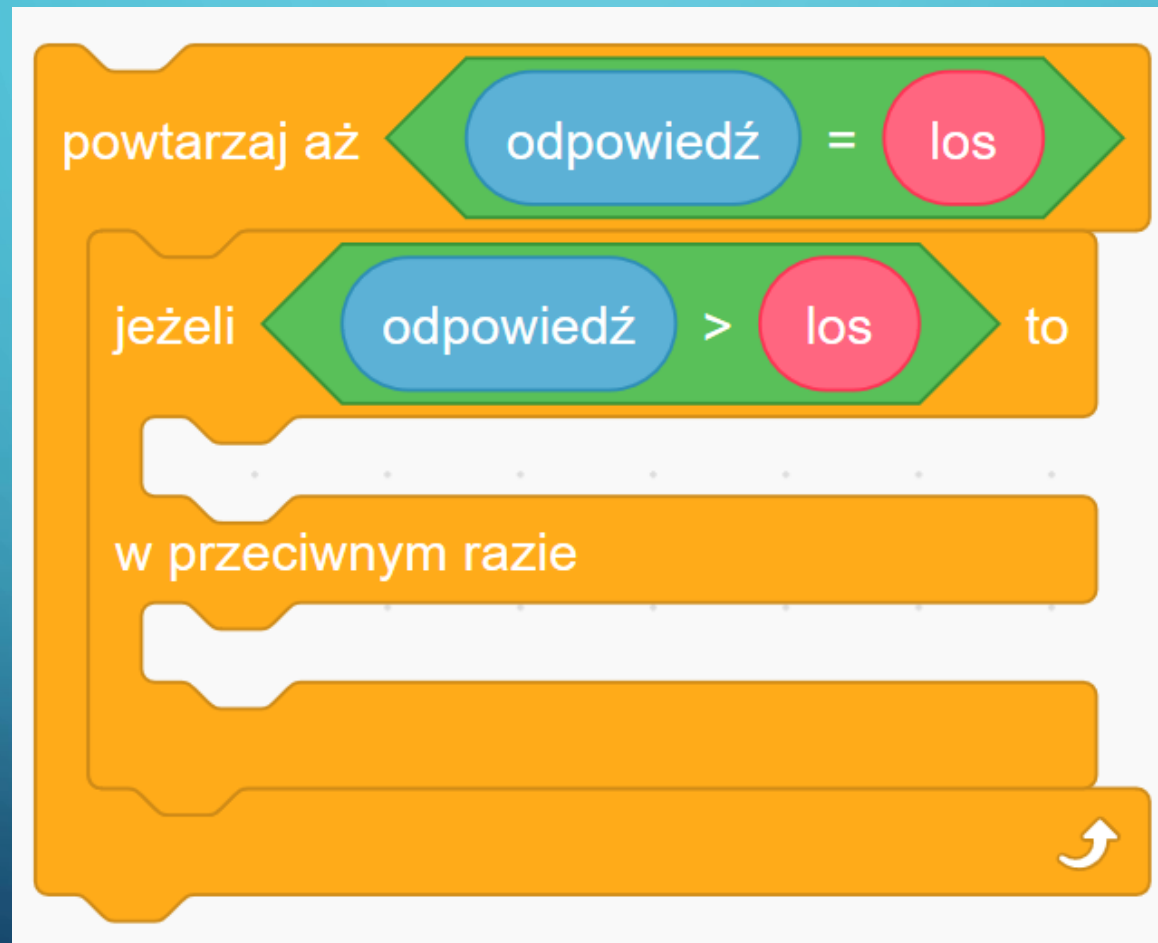 powtarzaj aż odpowiedź = los
jeżeli odpowiedź > los to
w przeciwnym razie